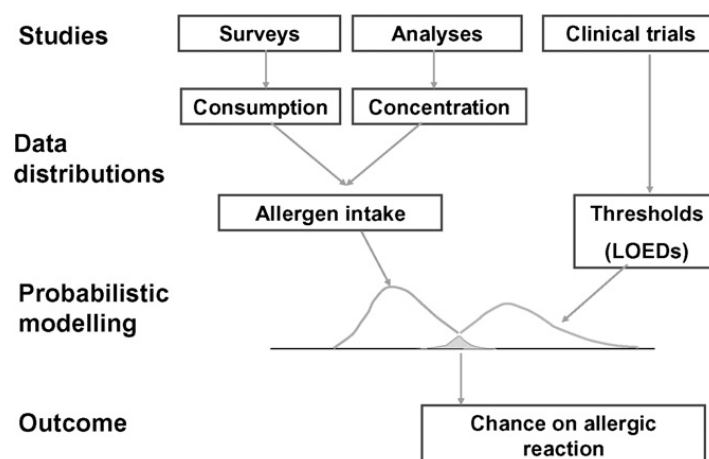 Studies
Surveys
Analyses
Clinical trials
Consumption
Concentration
Data
distributions
Allergen intake
Thresholds
(LOEDs)
Probabilistic
modelling
Outcome
Chance on allergic
reaction